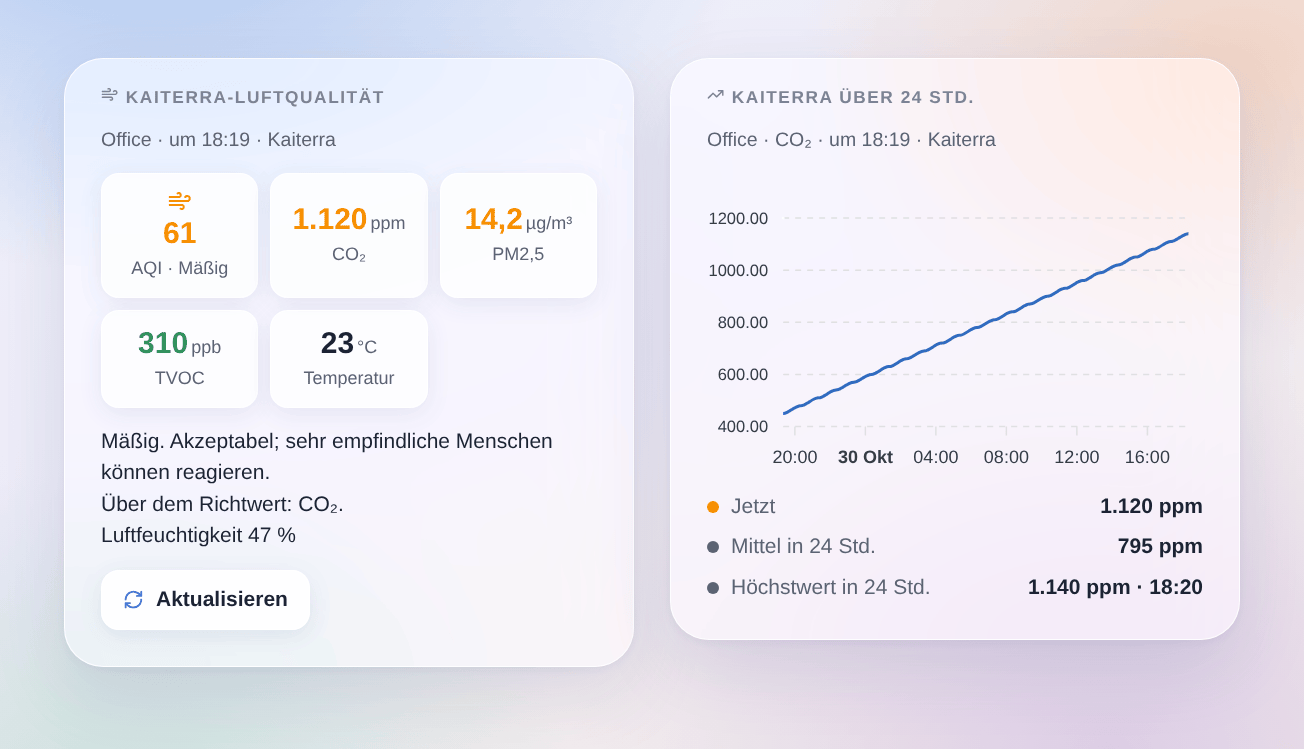 KAITERRA-LUFTQUALITÄT
Office · um 18:19 · Kaiterra
61
AQI · Mäßig
1.120 ppm
CO₂
14,2 µg/m³
PM2,5
310 ppb
TVOC
23 °C
Temperatur
Mäßig. Akzeptabel; sehr empfindliche Menschen
können reagieren.
Über dem Richtwert: CO₂.
Luftfeuchtigkeit 47 %
Aktualisieren
KAITERRA ÜBER 24 STD.
Office · CO₂ · um 18:19 · Kaiterra
1200.00
1000.00
800.00
600.00
400.00
20:00 30 Okt 04:00 08:00 12:00 16:00
Jetzt 1.120 ppm
Mittel in 24 Std. 795 ppm
Höchstwert in 24 Std. 1.140 ppm · 18:20